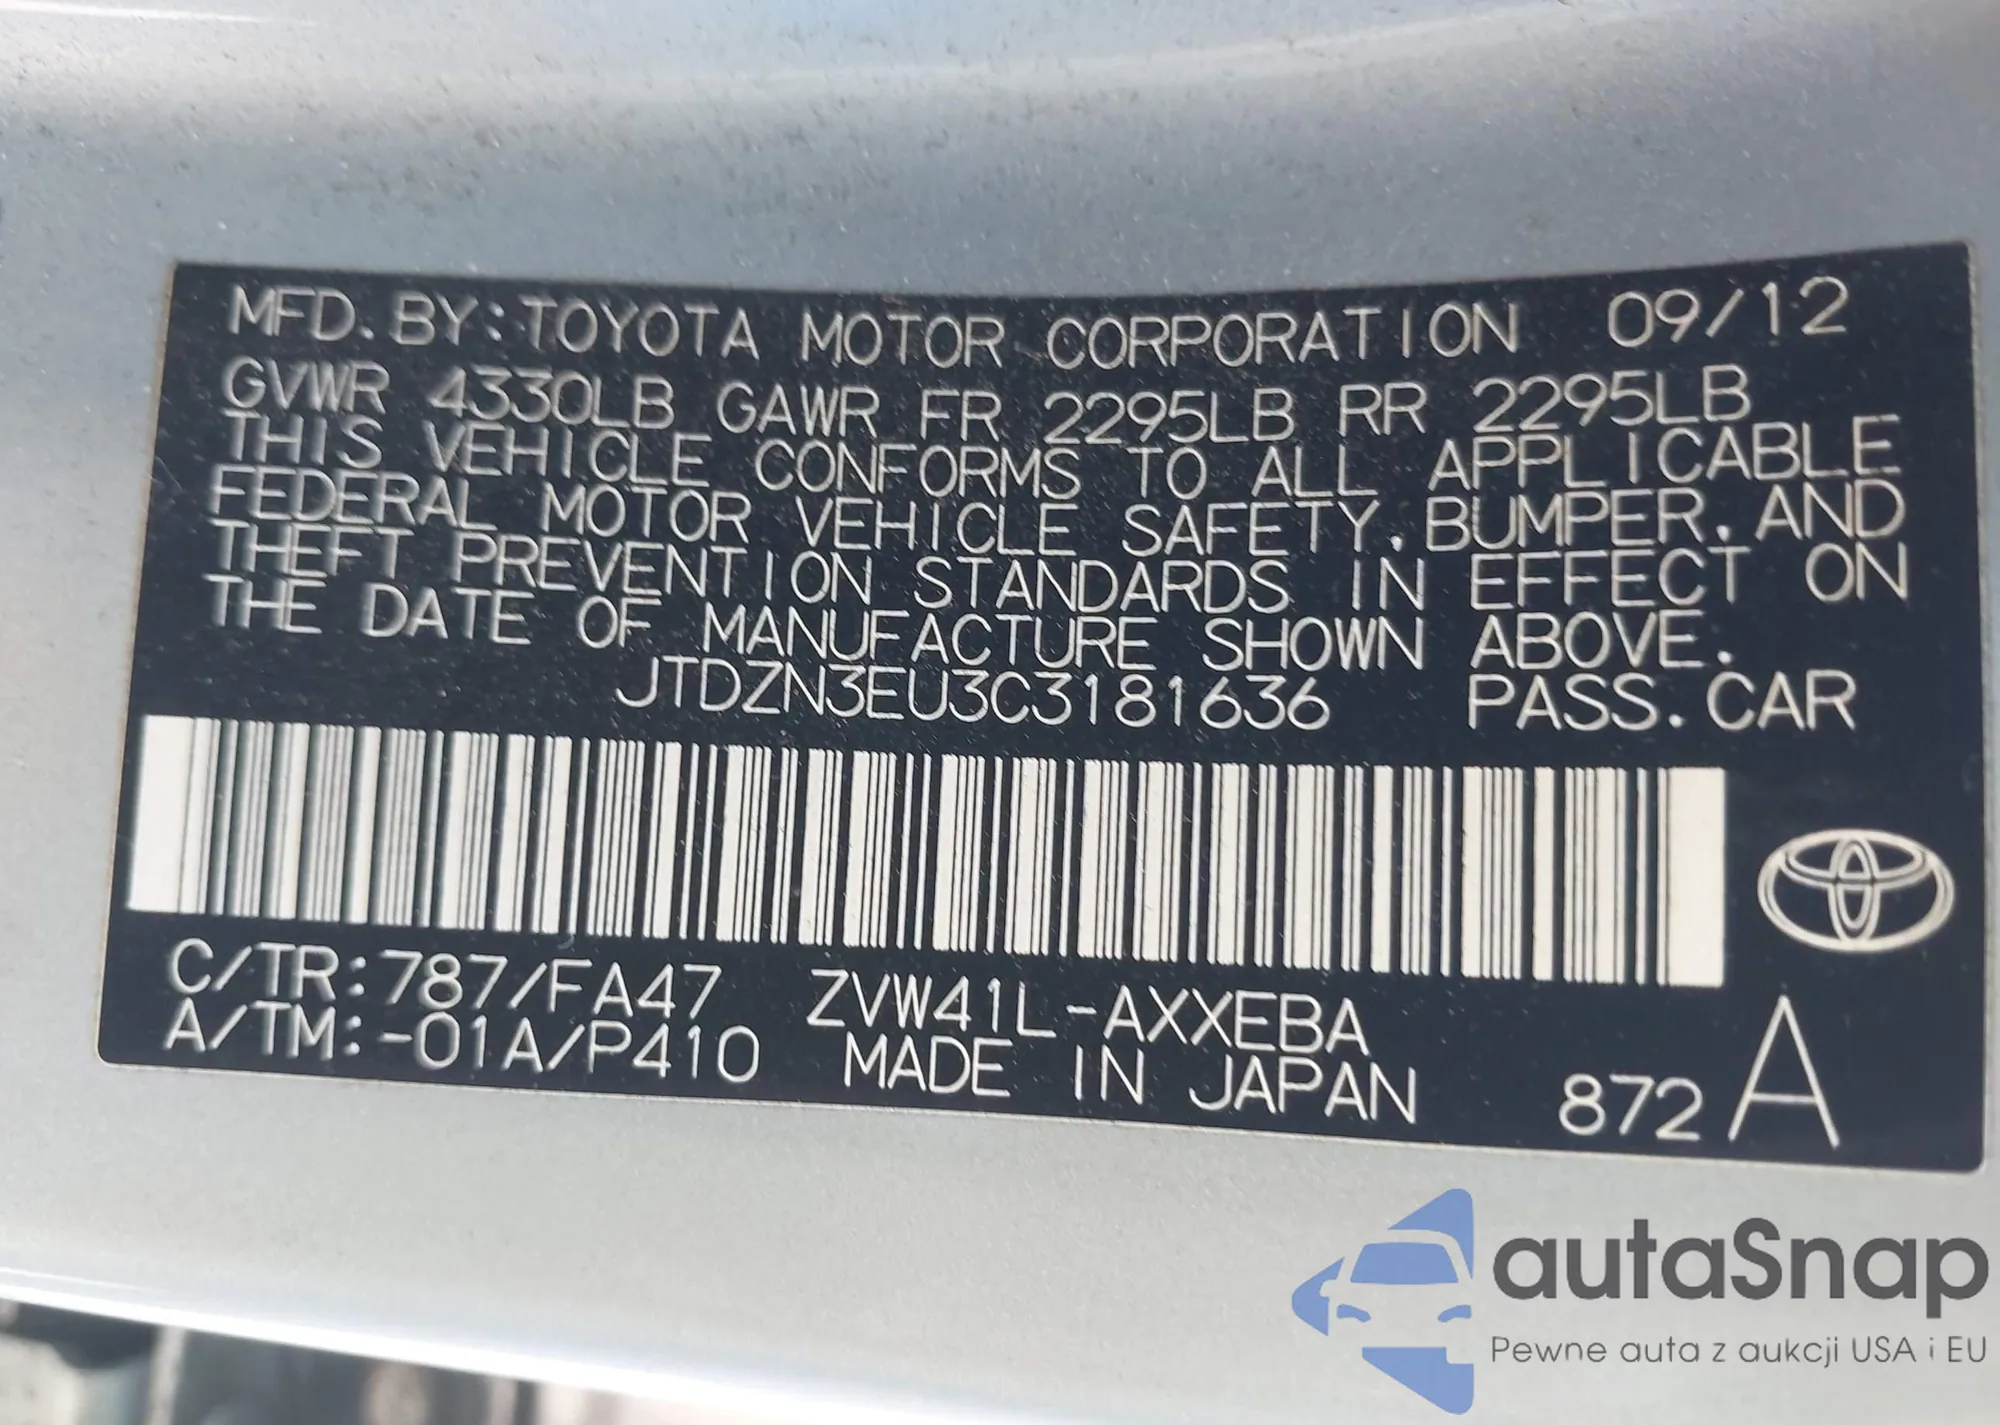 MFD. BY: TOYOTA MOTOR CORPORATION 09/12
GVWR 4330LB GAWR FR 2295LB RR 2295LB
THIS VEHICLE CONFORMS TO ALL APPLICABLE
FEDERAL MOTOR VEHICLE SAFETY, BUMPER, AND
THEFT PREVENTION STANDARDS IN EFFECT ON
THE DATE OF MANUFACTURE SHOWN ABOVE.
JTDZN3EU3C3181636 PASS. CAR
C/TR: 787/FA47 ZVW41L-AXXEBA
A/TM: -01A/P410 MADE IN JAPAN 872 A
autaSnap
Pewne auta z aukcji USA i EU